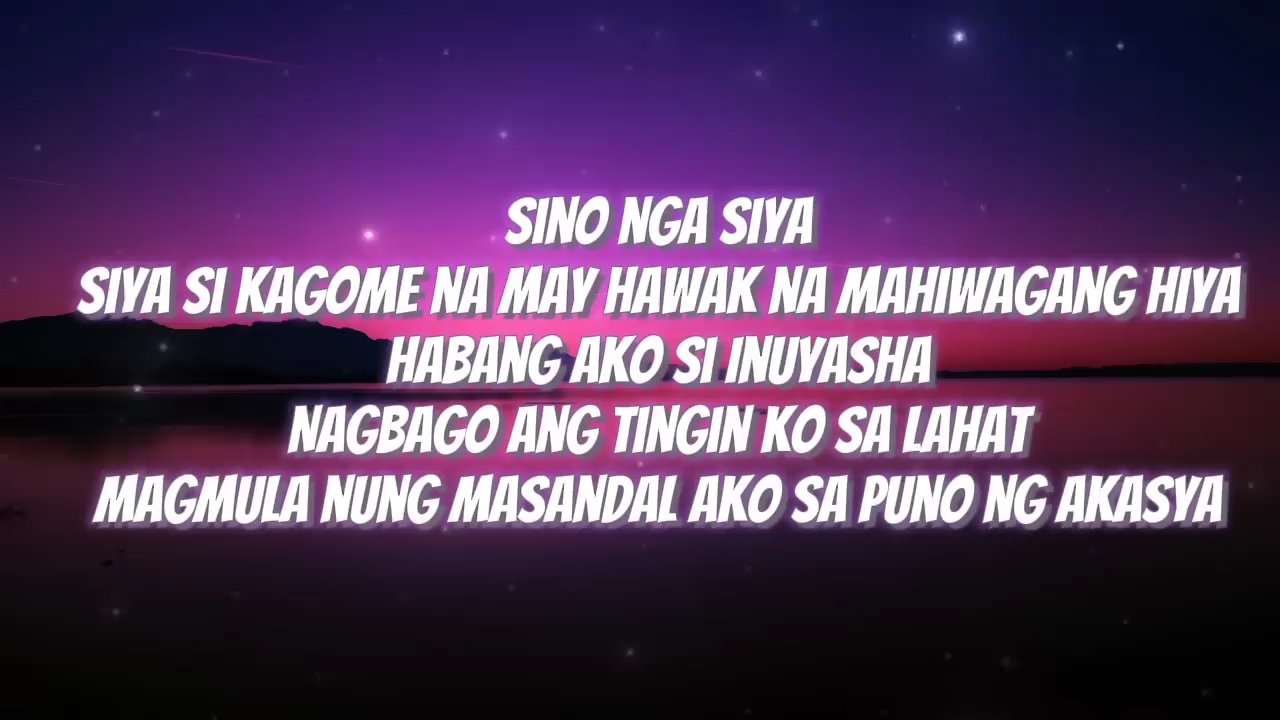 SINO NGA SIYA
SIYA SI KAGOME NA MAY HAWAK NA MAHIWAGANG HIYA
HABANG AKO SI INUYASHA
NAGBAGO ANG TINGIN KO SA LAHAT
MAGMULA NUNG MASANDAL AKO SA PUNO NG AKASYA